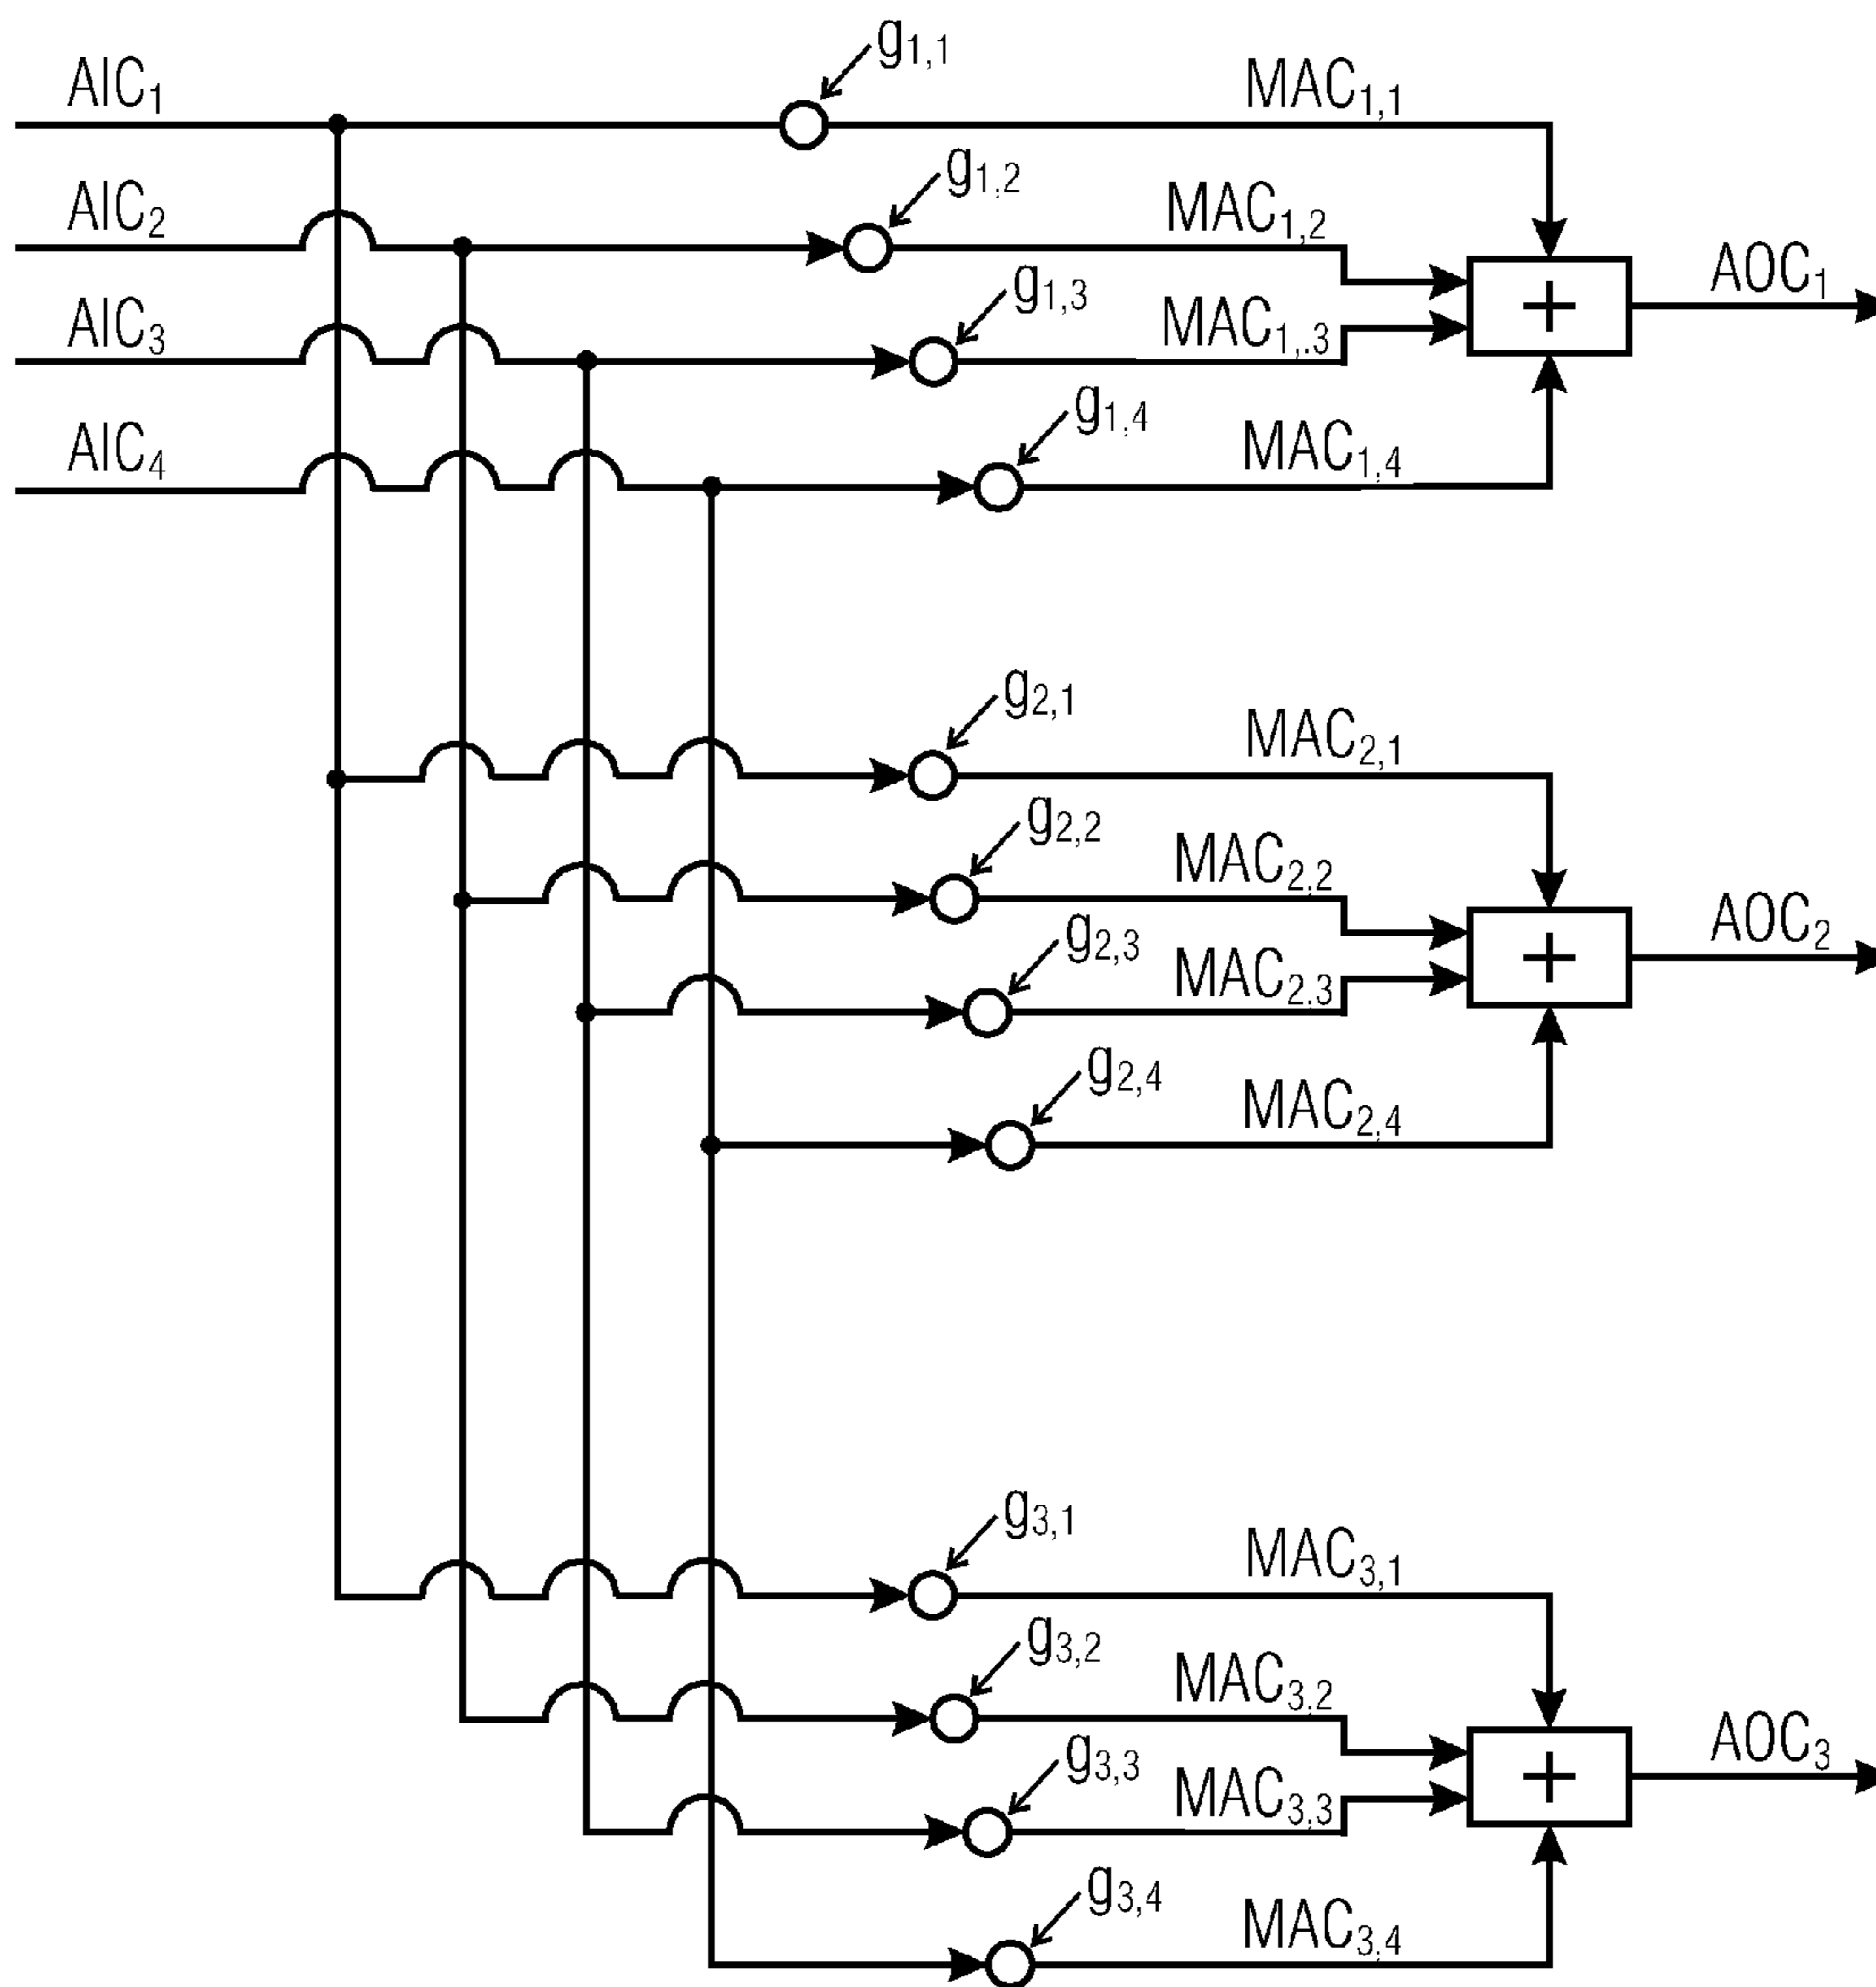 g1,1
AIC1
MAC1,1
g1,2
AIC2
MAC1,2
g1,3
AOC1
AIC3
MAC1,.3
+
g1,4
AIC4
MAC1,4
g2,1
MAC2,1
g2,2
MAC2,2
g2,3
AOC2
MAC2,3
+
g2,4
MAC2,4
g3,1
MAC3,1
g3,2
MAC3,2
g3,3
AOC3
MAC3,3
+
g3,4
MAC3,4